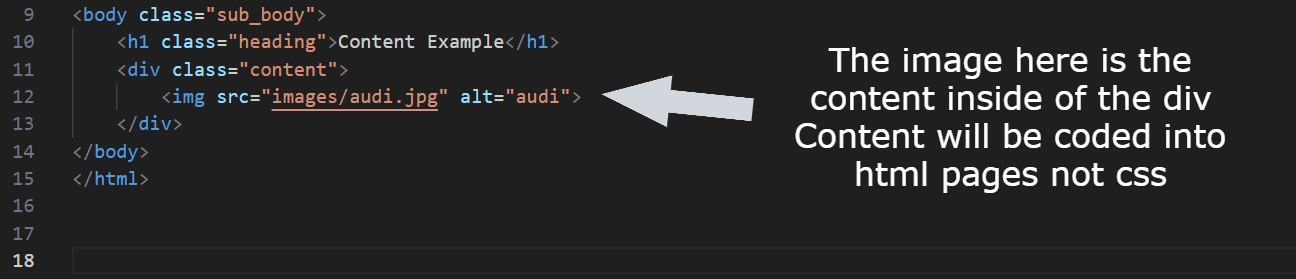 9 <body class="sub_body">
10 <h1 class="heading">Content Example</h1>
11 <div class="content">
12 <img src="images/audi.jpg" alt="audi">
13 </div>
14 </body>
15 </html>
16
17
18
The image here is the
content inside of the div
Content will be coded into
html pages not css